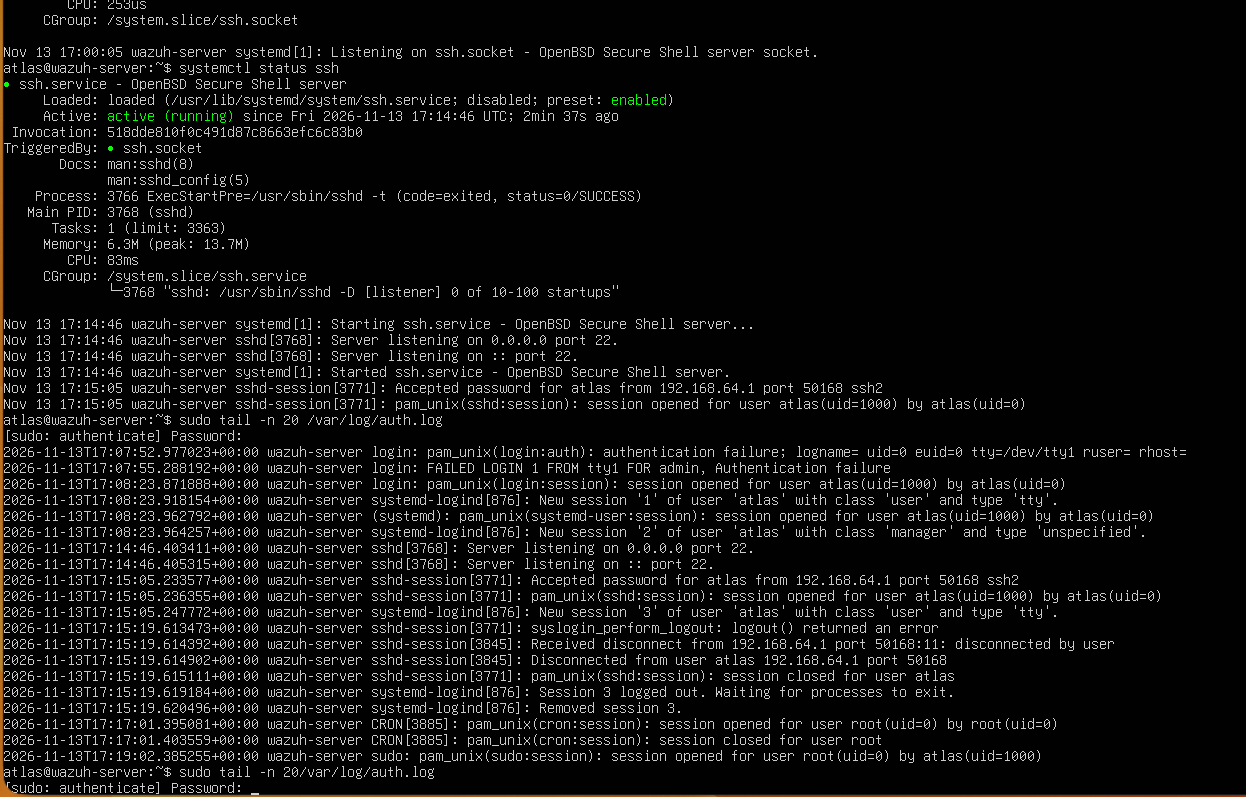 CPU: 253us
CGroup: /system.slice/ssh.socket
Nov 13 17:00:05 wazuh-server systemd[1]: Listening on ssh.socket - OpenBSD Secure Shell server socket.
atlas@wazuh-server:~$ systemctl status ssh
● ssh.service - OpenBSD Secure Shell server
Loaded: loaded (/usr/lib/systemd/system/ssh.service; disabled; preset: enabled)
Active: active (running) since Fri 2026-11-13 17:14:46 UTC; 2min 37s ago
Invocation: 518dde810f0c491d87c8663efc6c83b0
TriggeredBy: ● ssh.socket
Docs: man:sshd(8)
man:sshd_config(5)
Process: 3766 ExecStartPre=/usr/sbin/sshd -t (code=exited, status=0/SUCCESS)
Main PID: 3768 (sshd)
Tasks: 1 (limit: 3363)
Memory: 6.3M (peak: 13.7M)
CPU: 83ms
CGroup: /system.slice/ssh.service
└─3768 "sshd: /usr/sbin/sshd -D [listener] 0 of 10-100 startups"
Nov 13 17:14:46 wazuh-server systemd[1]: Starting ssh.service - OpenBSD Secure Shell server...
Nov 13 17:14:46 wazuh-server sshd[3768]: Server listening on 0.0.0.0 port 22.
Nov 13 17:14:46 wazuh-server sshd[3768]: Server listening on :: port 22.
Nov 13 17:14:46 wazuh-server systemd[1]: Started ssh.service - OpenBSD Secure Shell server.
Nov 13 17:15:05 wazuh-server sshd-session[3771]: Accepted password for atlas from 192.168.64.1 port 50168 ssh2
Nov 13 17:15:05 wazuh-server sshd-session[3771]: pam_unix(sshd:session): session opened for user atlas(uid=1000) by atlas(uid=0)
atlas@wazuh-server:~$ sudo tail -n 20 /var/log/auth.log
[sudo: authenticate] Password:
2026-11-13T17:07:52.977023+00:00 wazuh-server login: pam_unix(login:auth): authentication failure; logname= uid=0 euid=0 tty=/dev/tty1 ruser= rhost=
2026-11-13T17:07:55.288192+00:00 wazuh-server login: FAILED LOGIN 1 FROM tty1 FOR admin, Authentication failure
2026-11-13T17:08:23.871888+00:00 wazuh-server login: pam_unix(login:session): session opened for user atlas(uid=1000) by atlas(uid=0)
2026-11-13T17:08:23.918154+00:00 wazuh-server systemd-logind[876]: New session '1' of user 'atlas' with class 'user' and type 'tty'.
2026-11-13T17:08:23.962792+00:00 wazuh-server (systemd): pam_unix(systemd-user:session): session opened for user atlas(uid=1000) by atlas(uid=0)
2026-11-13T17:08:23.964257+00:00 wazuh-server systemd-logind[876]: New session '2' of user 'atlas' with class 'manager' and type 'unspecified'.
2026-11-13T17:14:46.403411+00:00 wazuh-server sshd[3768]: Server listening on 0.0.0.0 port 22.
2026-11-13T17:14:46.405315+00:00 wazuh-server sshd[3768]: Server listening on :: port 22.
2026-11-13T17:15:05.233577+00:00 wazuh-server sshd-session[3771]: Accepted password for atlas from 192.168.64.1 port 50168 ssh2
2026-11-13T17:15:05.236355+00:00 wazuh-server sshd-session[3771]: pam_unix(sshd:session): session opened for user atlas(uid=1000) by atlas(uid=0)
2026-11-13T17:15:05.247772+00:00 wazuh-server systemd-logind[876]: New session '3' of user 'atlas' with class 'user' and type 'tty'.
2026-11-13T17:15:19.613473+00:00 wazuh-server sshd-session[3771]: syslogin_perform_logout: logout() returned an error
2026-11-13T17:15:19.614392+00:00 wazuh-server sshd-session[3845]: Received disconnect from 192.168.64.1 port 50168:11: disconnected by user
2026-11-13T17:15:19.614902+00:00 wazuh-server sshd-session[3845]: Disconnected from user atlas 192.168.64.1 port 50168
2026-11-13T17:15:19.615111+00:00 wazuh-server sshd-session[3771]: pam_unix(sshd:session): session closed for user atlas
2026-11-13T17:15:19.619184+00:00 wazuh-server systemd-logind[876]: Session 3 logged out. Waiting for processes to exit.
2026-11-13T17:15:19.620496+00:00 wazuh-server systemd-logind[876]: Removed session 3.
2026-11-13T17:17:01.395081+00:00 wazuh-server CRON[3885]: pam_unix(cron:session): session opened for user root(uid=0) by root(uid=0)
2026-11-13T17:17:01.403559+00:00 wazuh-server CRON[3885]: pam_unix(cron:session): session closed for user root
2026-11-13T17:19:02.385255+00:00 wazuh-server sudo: pam_unix(sudo:session): session opened for user root(uid=0) by atlas(uid=1000)
atlas@wazuh-server:~$ sudo tail -n 20/var/log/auth.log
[sudo: authenticate] Password: _